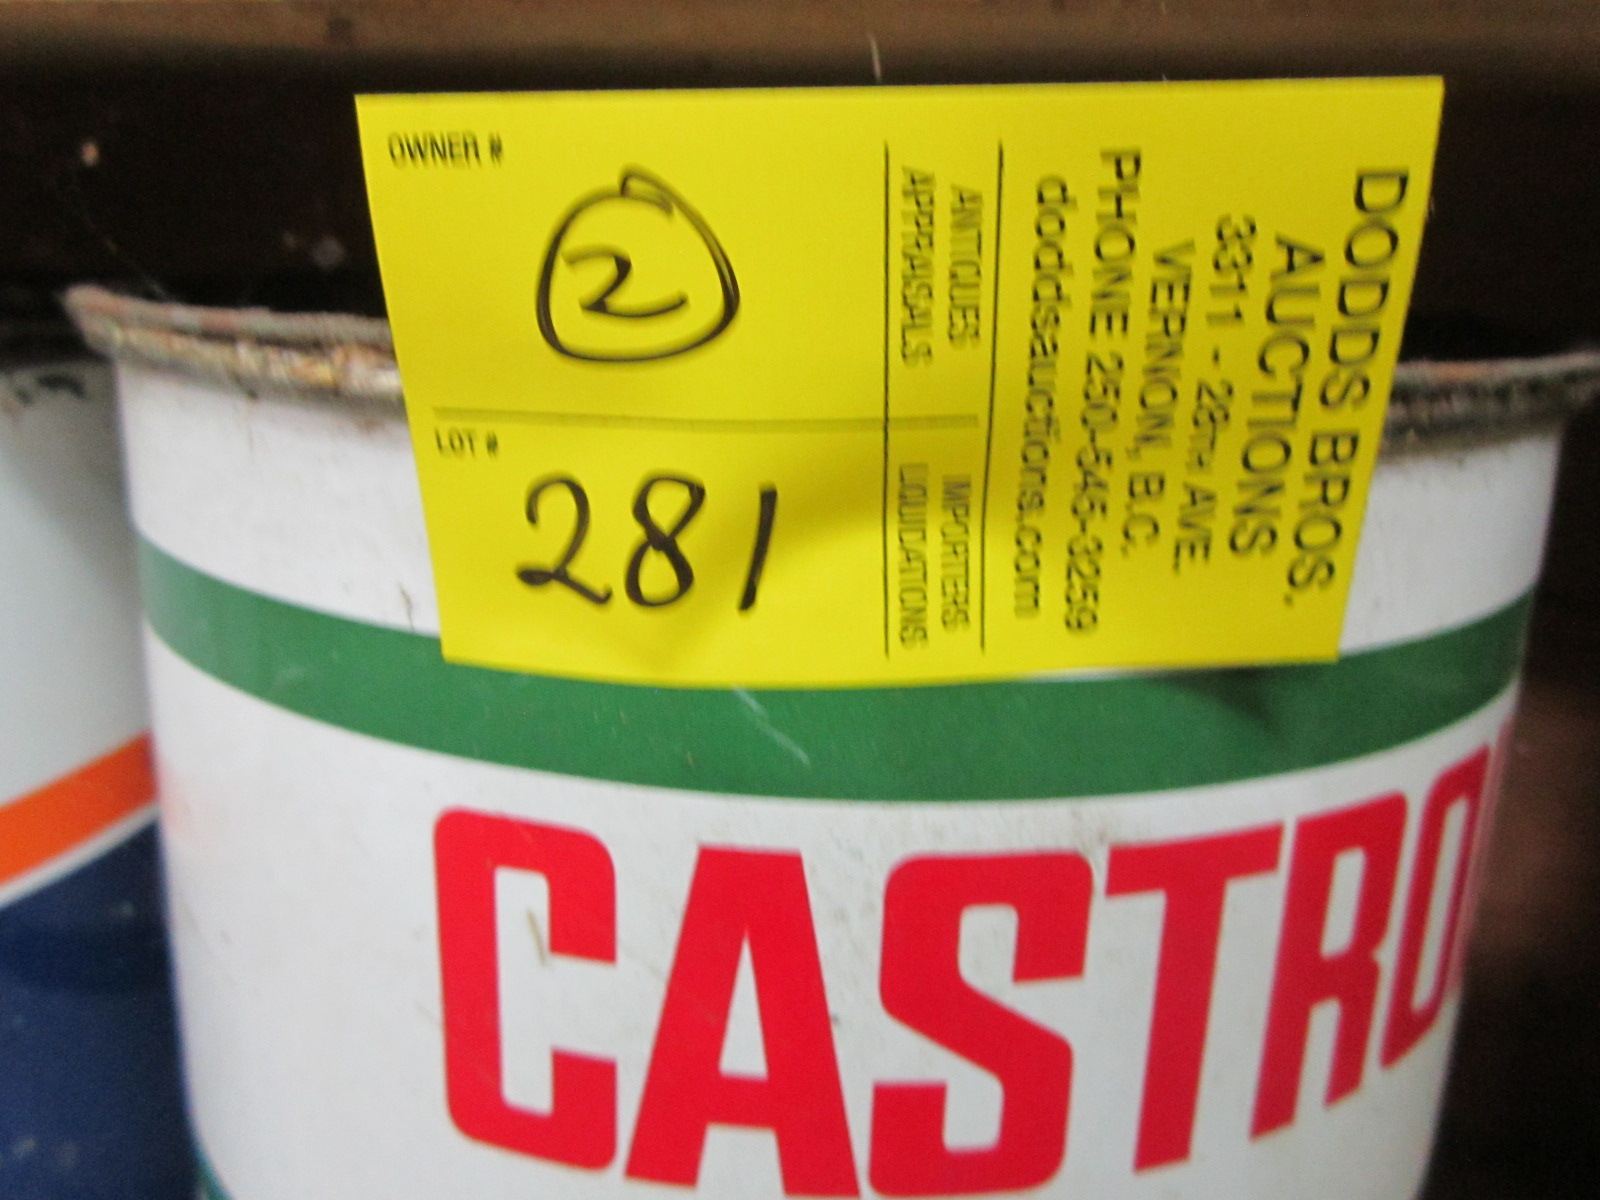 OWNER #
2
LOT #
281
DODDS BROS.
AUCTIONS
3311 - 28TH AVE.
VERNON, B.C.
PHONE 250-545-3259
doddsauctions.com
ANTIQUES IMPORTERS
APPRAISALS LIQUIDATIONS
CASTRO